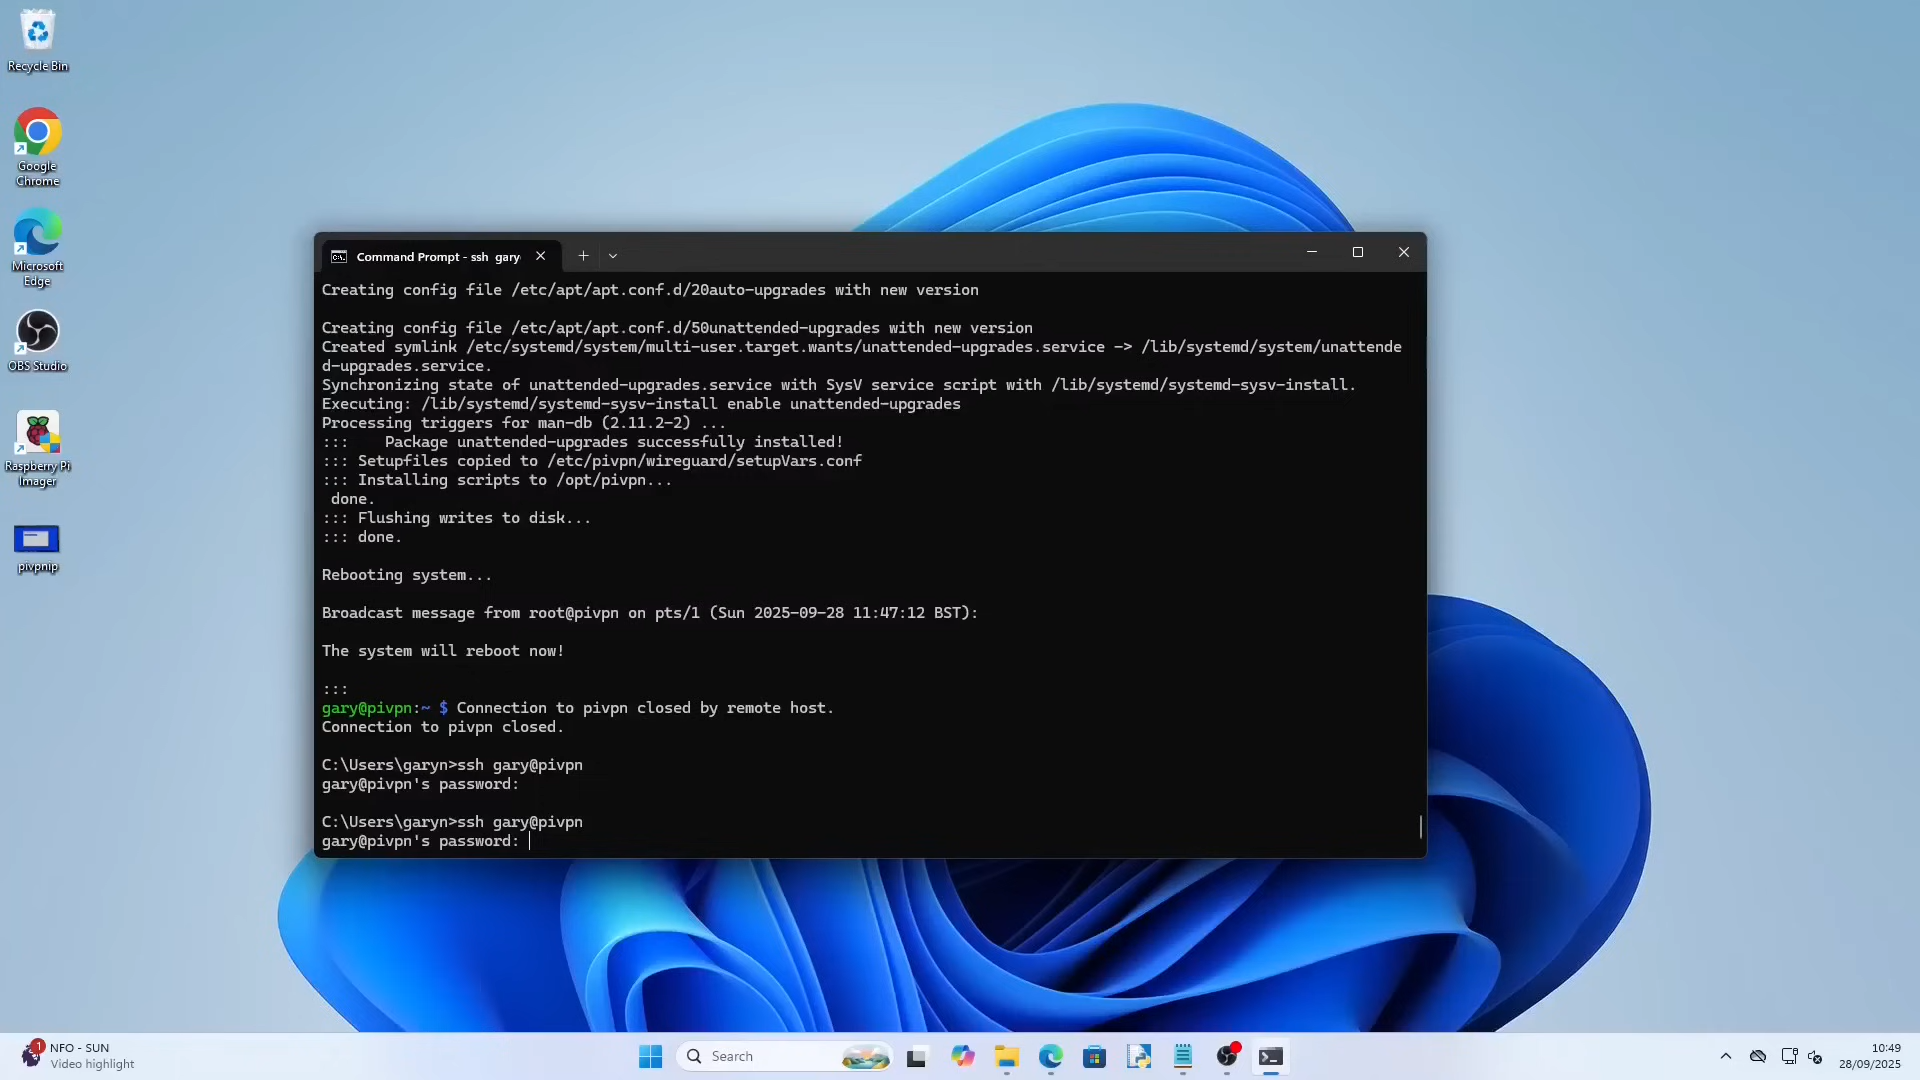 Recycle Bin
Google
Chrome
Microsoft
Edge
OBS Studio
Raspberry Pi
Imager
pivpnip
Command Prompt - ssh gary
Creating config file /etc/apt/apt.conf.d/20auto-upgrades with new version
Creating config file /etc/apt/apt.conf.d/50unattended-upgrades with new version
Created symlink /etc/systemd/system/multi-user.target.wants/unattended-upgrades.service -> /lib/systemd/system/unattende
d-upgrades.service.
Synchronizing state of unattended-upgrades.service with SysV service script with /lib/systemd/systemd-sysv-install.
Executing: /lib/systemd/systemd-sysv-install enable unattended-upgrades
Processing triggers for man-db (2.11.2-2) ...
:::    Package unattended-upgrades successfully installed!
::: Setupfiles copied to /etc/pivpn/wireguard/setupVars.conf
::: Installing scripts to /opt/pivpn...
 done.
::: Flushing writes to disk...
::: done.
Rebooting system...
Broadcast message from root@pivpn on pts/1 (Sun 2025-09-28 11:47:12 BST):
The system will reboot now!
:::
gary@pivpn:~ $ Connection to pivpn closed by remote host.
Connection to pivpn closed.
C:\Users\garyn>ssh gary@pivpn
gary@pivpn's password:
C:\Users\garyn>ssh gary@pivpn
gary@pivpn's password:
1
NFO - SUN
Video highlight
Search
10:49
28/09/2025